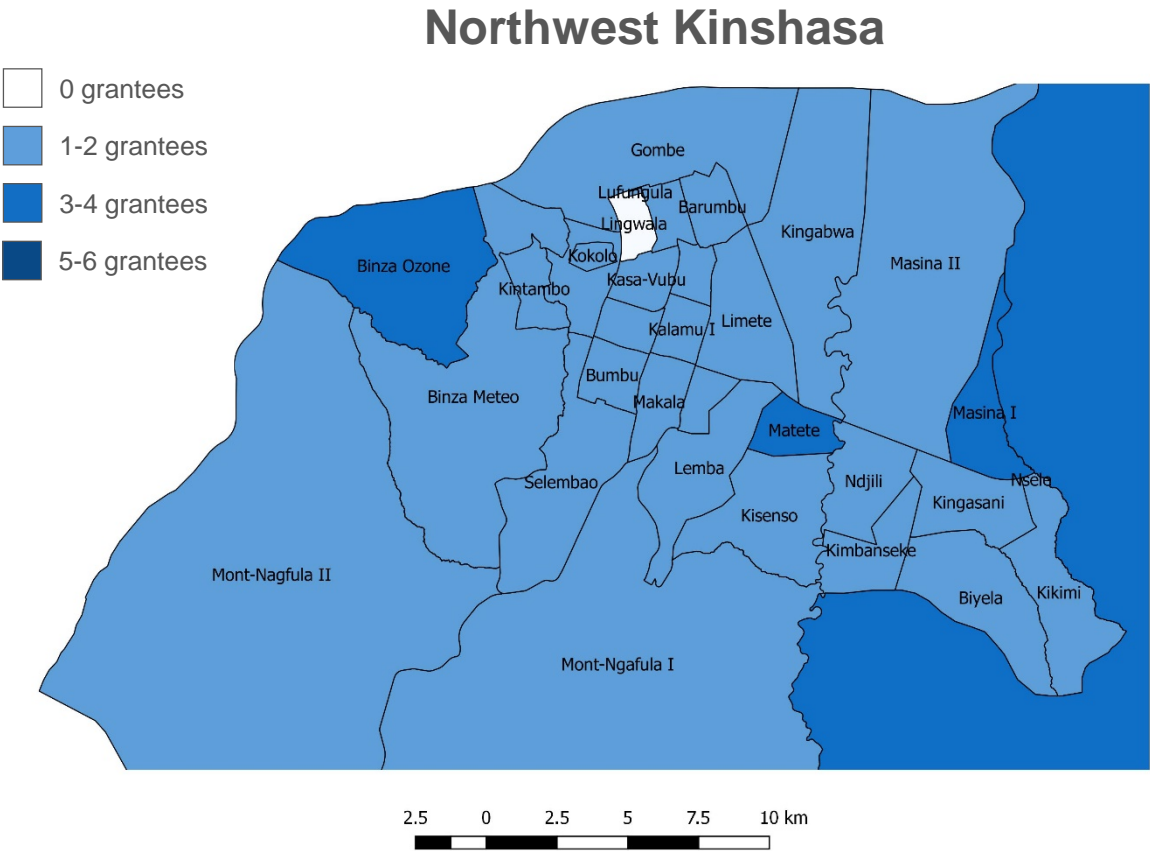 Northwest Kinshasa
0 grantees
1-2 grantees
3-4 grantees
5-6 grantees
Gombe
Lufungula
Barumbu
Lingwala
Kingabwa
Kokolo
Binza Ozone
Masina II
Kasa-Vubu
Kintambo
Limete
Kalamu I
Bumbu
Binza Meteo
Makala
Masina I
Matete
Lemba
Nsele
Ndjili
Selembao
Kingasani
Kisenso
Kimbanseke
Mont-Nagfula II
Kikimi
Biyela
Mont-Ngafula I
2.5 0 2.5 5 7.5 10 km